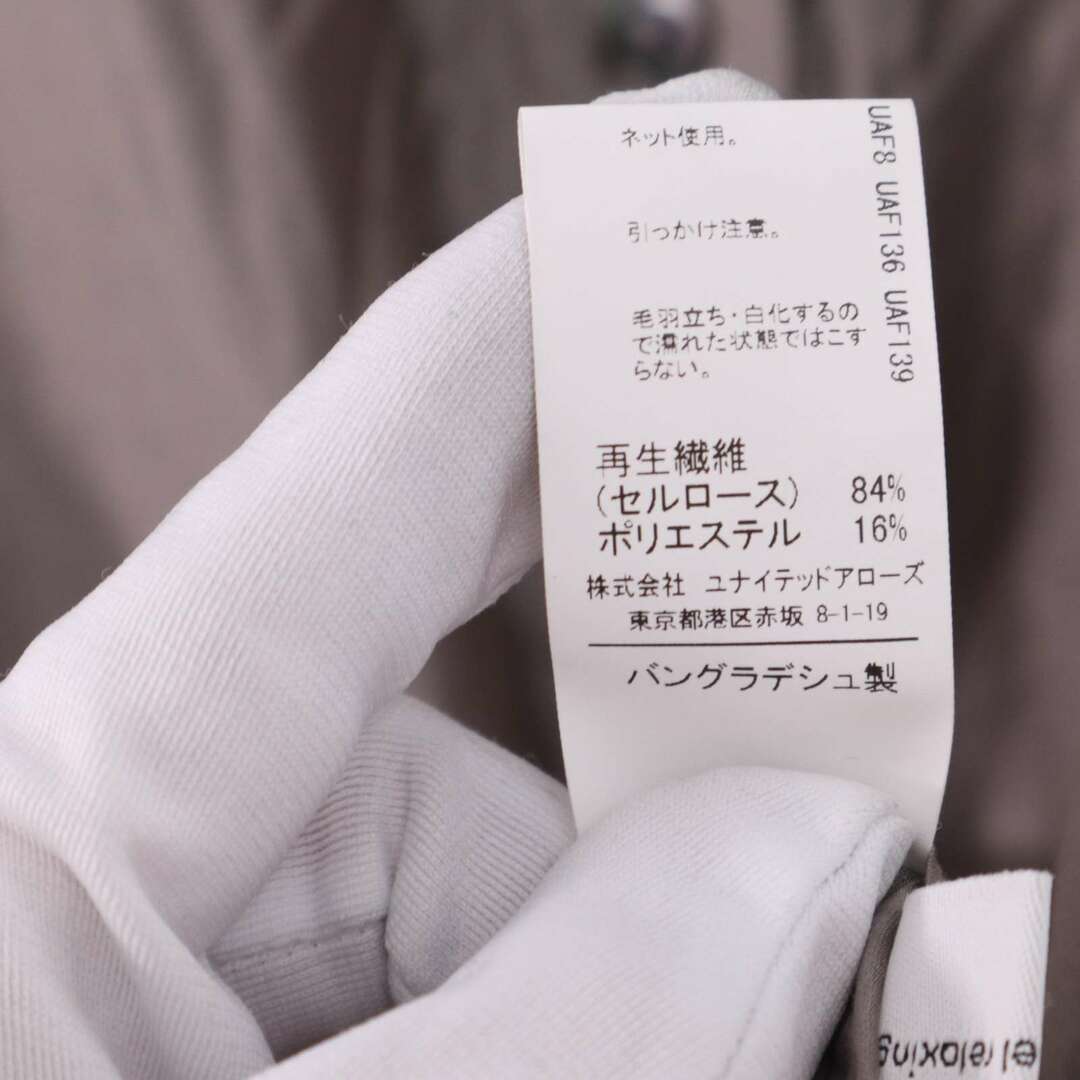 ネット使用。
引っかけ注意。
毛羽立ち・白化するの
で濡れた状態ではこす
らない。
再生繊維
(セルロース) 84%
ポリエステル 16%
株式会社 ユナイテッドアローズ
東京都港区赤坂 8-1-19
バングラデシュ製
UAF8 UAF136 UAF139
el relaxing